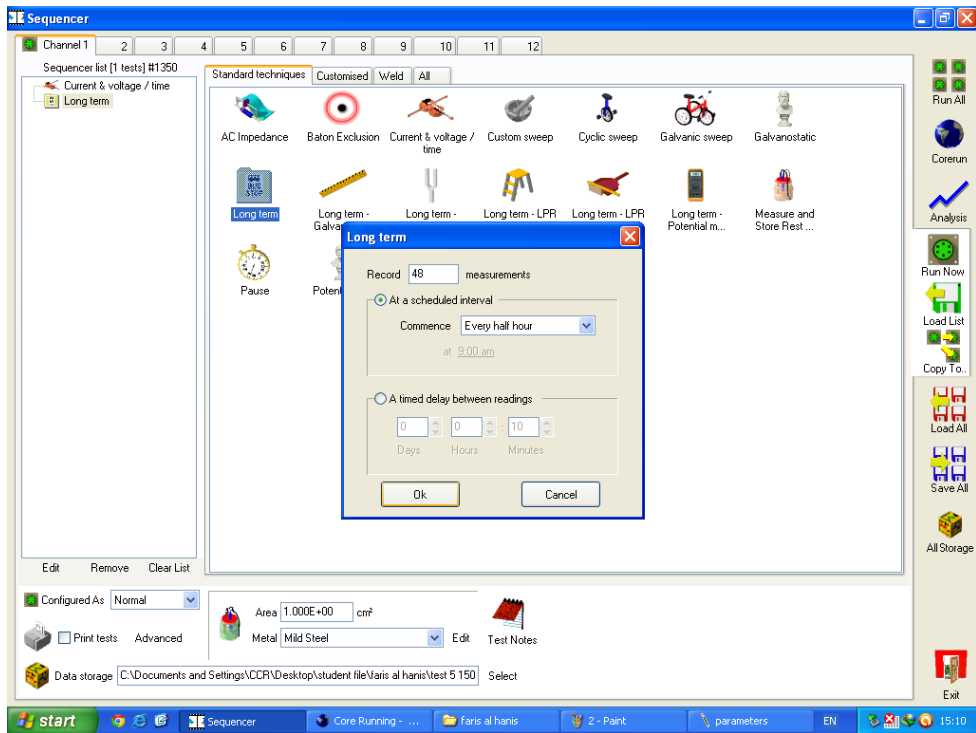 Sequencer
Channel 1 2 3 4 5 6 7 8 9 10 11 12
Sequencer list [1 tests] #1350
Current & voltage / time
Long term
Standard techniques Customised Weld All
AC Impedance
Baton Exclusion
Current & voltage / time
Custom sweep
Cyclic sweep
Galvanic sweep
Galvanostatic
Long term
Long term -
Galva
Long term -
Long term - LPR
Long term - LPR
Long term - Potential m...
Measure and Store Rest ...
Pause
Poten
Long term
Record 48 measurements
At a scheduled interval
Commence Every half hour
at 9.00 am
A timed delay between readings
0 0 : 10
Days Hours Minutes
Ok Cancel
Run All
Corerun
Analysis
Run Now
Load List
Copy To..
Load All
Save All
All Storage
Exit
Edit Remove Clear List
Configured As Normal
Print tests Advanced
Area 1.000E+00 cm²
Metal Mild Steel Edit
Test Notes
Data storage C:\Documents and Settings\CCR\Desktop\student file\faris al hanis\test 5 150 Select
start Sequencer Core Running - ... faris al hanis 2 - Paint parameters EN 15:10